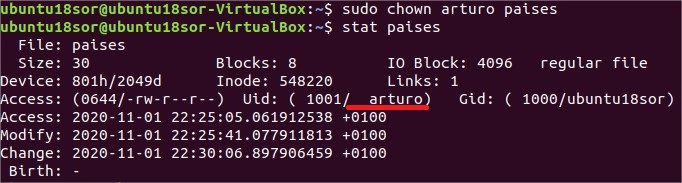 ubuntu18sor@ubuntu18sor-VirtualBox:~$ sudo chown arturo paises
ubuntu18sor@ubuntu18sor-VirtualBox:~$ stat paises
  File: paises
  Size: 30        	Blocks: 8          IO Block: 4096   regular file
Device: 801h/2049d	Inode: 548220      Links: 1
Access: (0644/-rw-r--r--)  Uid: ( 1001/  arturo)   Gid: ( 1000/ubuntu18sor)
Access: 2020-11-01 22:25:05.061912538 +0100
Modify: 2020-11-01 22:25:41.077911813 +0100
Change: 2020-11-01 22:30:06.897906459 +0100
 Birth: -